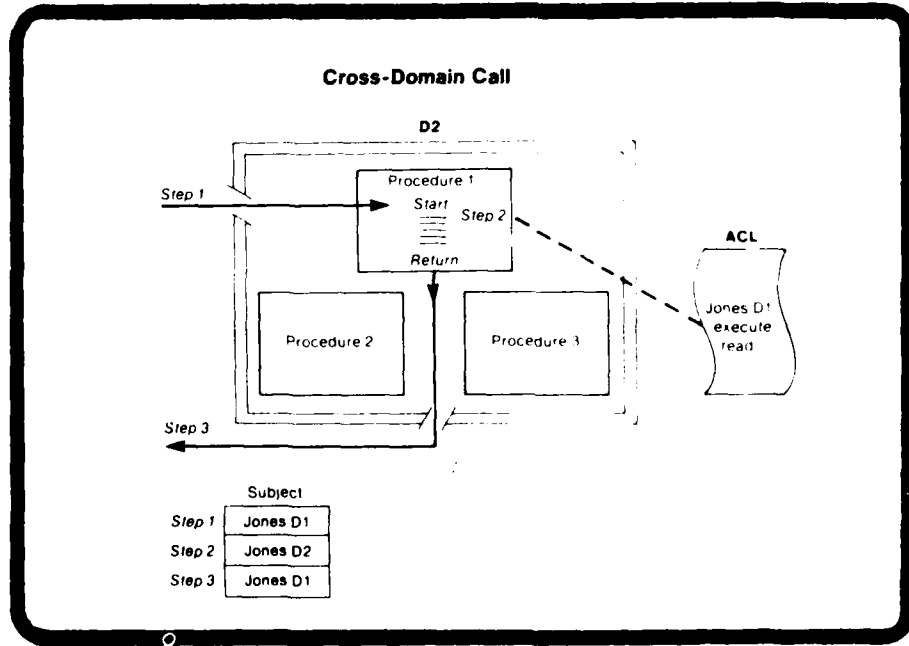 Cross-Domain Call
D2
Step 1
Procedure 1
Start
Step 2
Return
ACL
Jones D1
execute
read
Procedure 2
Procedure 3
Step 3
Subject
Step 1 Jones D1
Step 2 Jones D2
Step 3 Jones D1